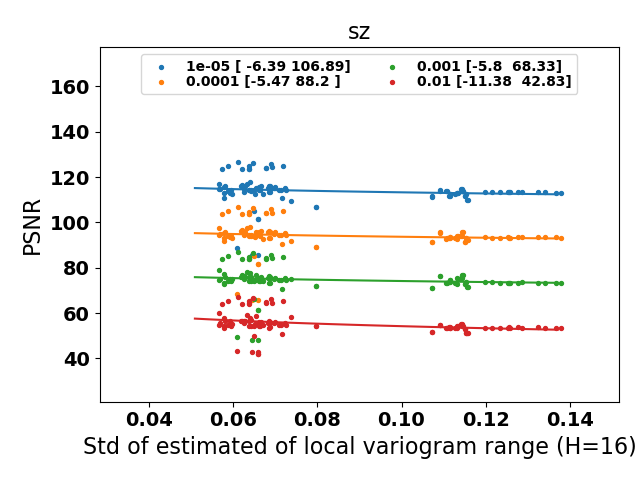 sz
1e-05 [ -6.39 106.89]
0.0001 [-5.47 88.2 ]
0.001 [-5.8  68.33]
0.01 [-11.38  42.83]
PSNR
160
140
120
100
80
60
40
0.04 0.06 0.08 0.10 0.12 0.14
Std of estimated of local variogram range (H=16)